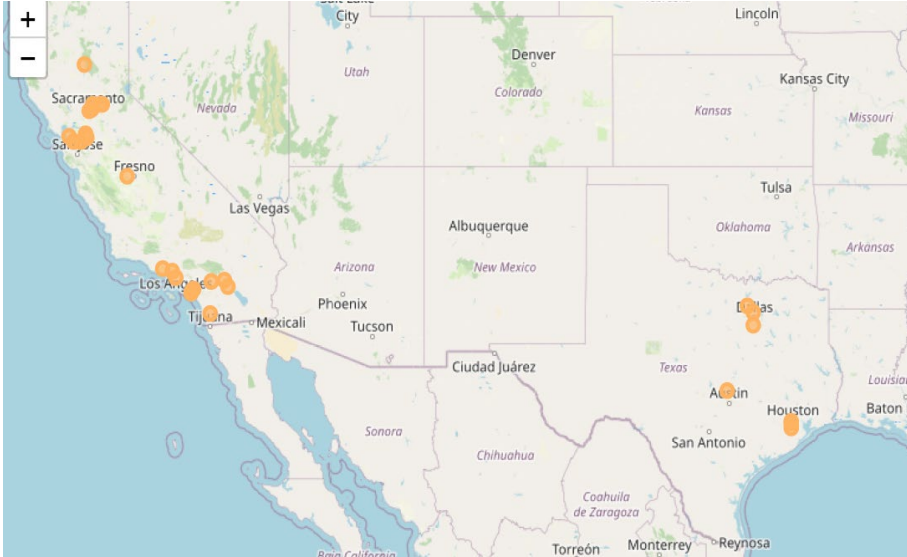 +
−
Salt Lake
City
Lincoln
Denver
Utah
Colorado
Kansas City
Sacramento
Nevada
Kansas
Missouri
San Jose
Fresno
Tulsa
Las Vegas
Albuquerque
Oklahoma
Arkansas
Arizona
New Mexico
Los Angeles
Phoenix
Dallas
Tijuana
Mexicali
Tucson
Ciudad Juárez
Texas
Louisian
Austin
Houston
Baton
Sonora
San Antonio
Chihuahua
Coahuila
de Zaragoza
Baja California
Torreón
Monterrey
Reynosa